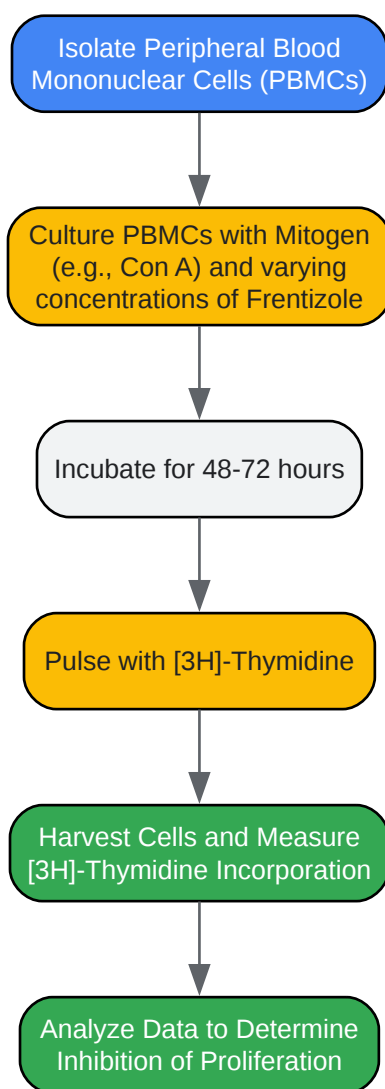 Isolate Peripheral Blood
Mononuclear Cells (PBMCs)
Culture PBMCs with Mitogen
(e.g., Con A) and varying
concentrations of Frentizole
Incubate for 48-72 hours
Pulse with [3H]-Thymidine
Harvest Cells and Measure
[3H]-Thymidine Incorporation
Analyze Data to Determine
Inhibition of Proliferation